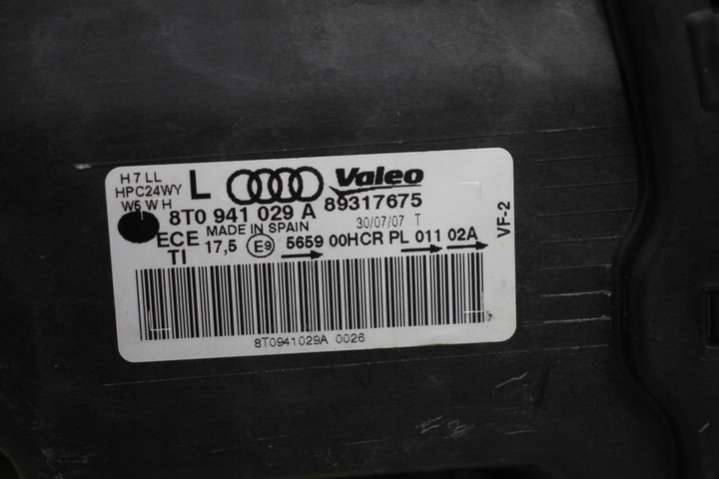 H7 LL
HPC24WY
W5 W H
L Valeo
8T0 941 029 A 89317675
MADE IN SPAIN 30/07/07 T
ECE 17,5 E9 5659 00HCR PL 011 02A
TI
VF-2
8T0941029A 0026